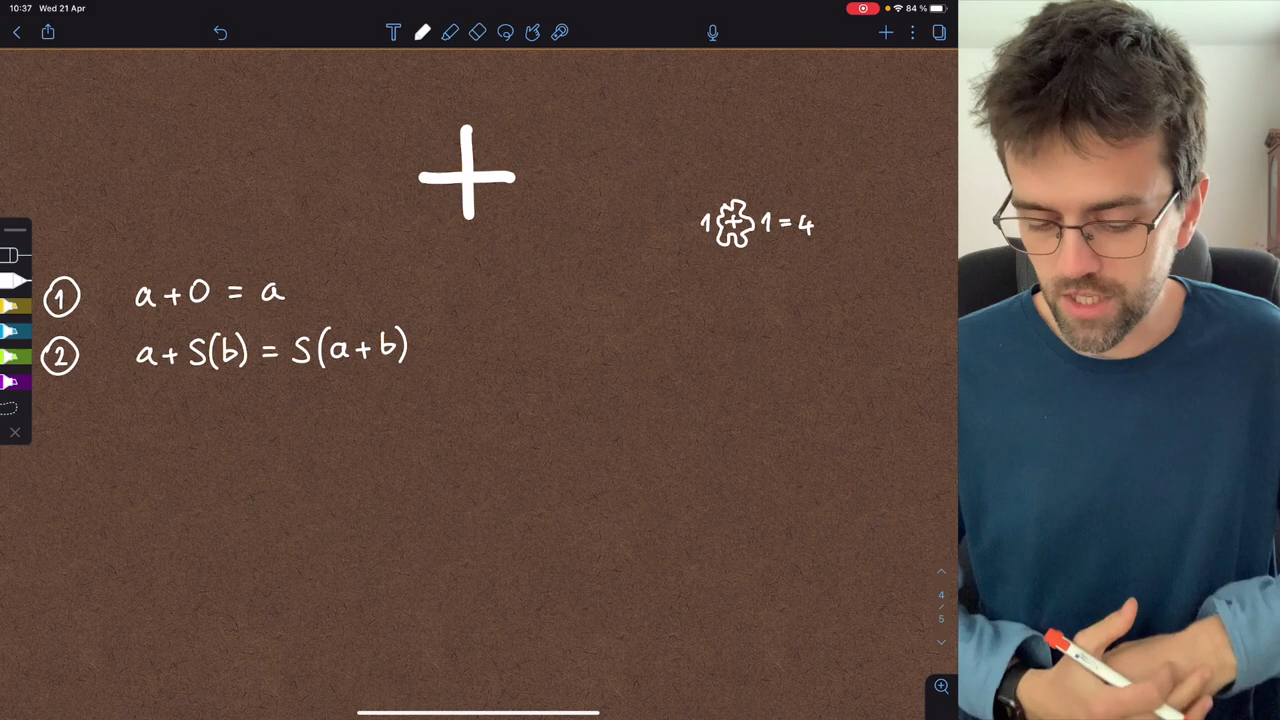 10:37 Wed 21 Apr
84 %
T
+
1 + 1 = 4
① a + 0 = a
② a + S(b) = S(a + b)
4
/
5